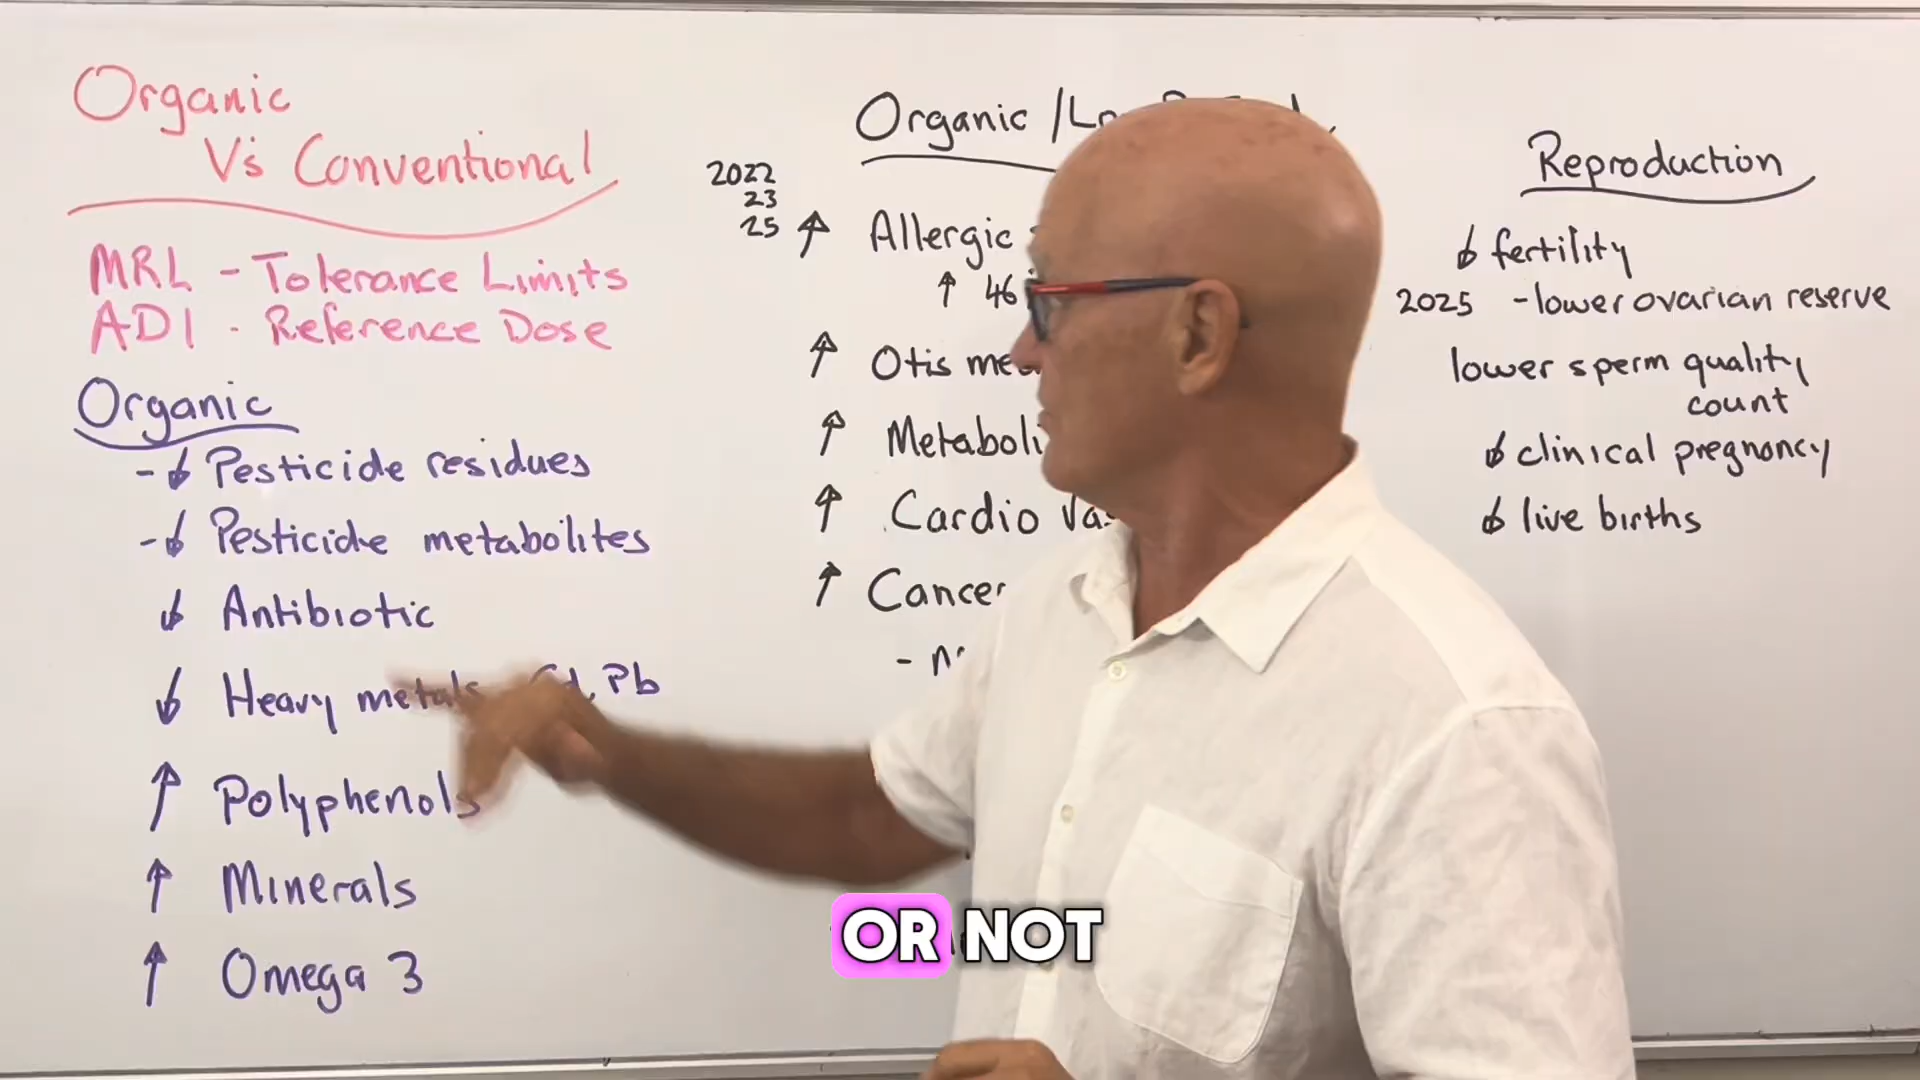 Organic
Vs Conventional
MRL - Tolerance Limits
ADI - Reference Dose
Organic
- ↓ Pesticide residues
- ↓ Pesticide metabolites
↓ Antibiotic
↓ Heavy metals Cd, Pb
↑ Polyphenols
↑ Minerals
↑ Omega 3
Organic /
2022
23
25 ↑ Allergic
↑ 46
↑ Otis
↑
↑ Cardio
↑ Cancer
-
Reproduction
↓ fertility
2025 - lower ovarian reserve
lower sperm quality
count
↓ clinical pregnancy
↓ live births
OR NOT